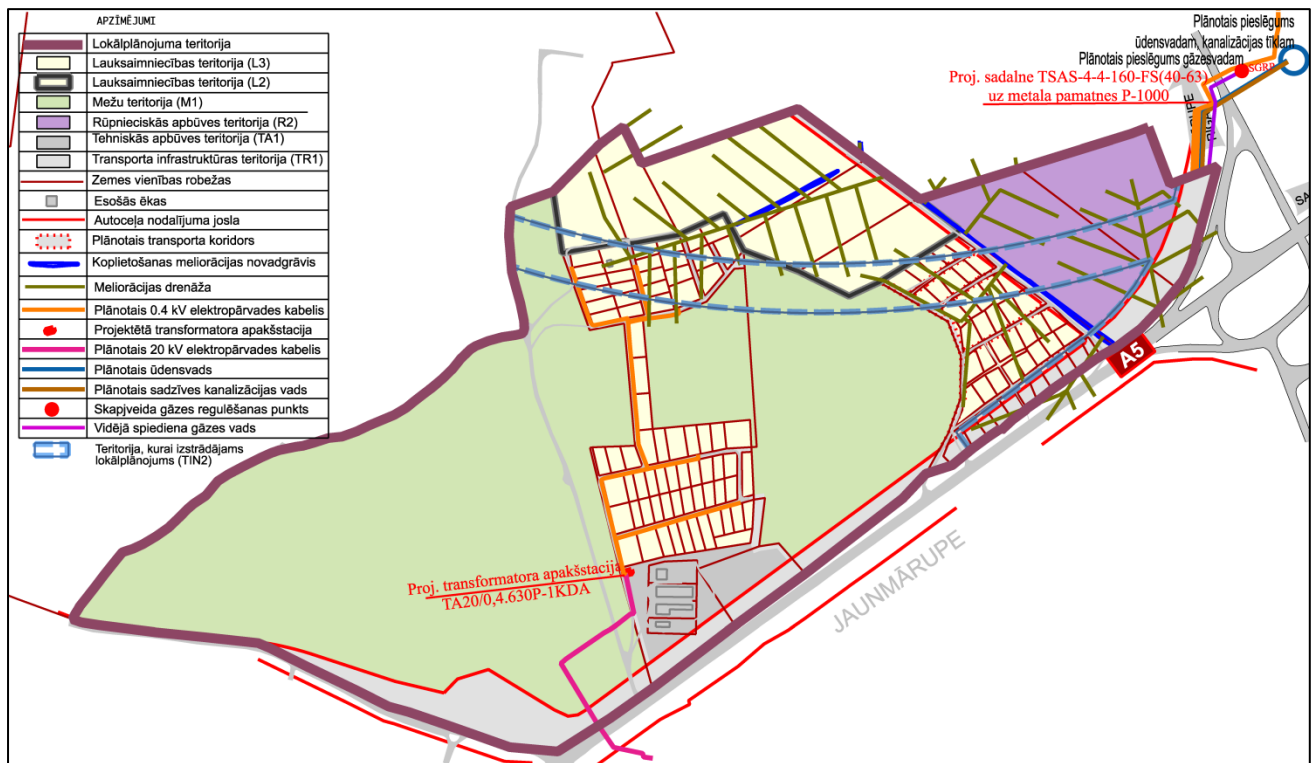 APZĪMĒJUMI
Lokālplānojuma teritorija
Lauksaimniecības teritorija (L3)
Lauksaimniecības teritorija (L2)
Mežu teritorija (M1)
Rūpnieciskās apbūves teritorija (R2)
Tehniskās apbūves teritorija (TA1)
Transporta infrastruktūras teritorija (TR1)
Zemes vienības robežas
Esošās ēkas
Autoceļa nodalījuma josla
Plānotais transporta koridors
Koplietošanas meliorācijas novadgrāvis
Meliorācijas drenāža
Plānotais 0.4 kV elektropārvades kabelis
Projektētā transformatora apakšstacija
Plānotais 20 kV elektropārvades kabelis
Plānotais ūdensvads
Plānotais sadzīves kanalizācijas vads
Skapjveida gāzes regulēšanas punkts
Vidējā spiediena gāzes vads
Teritorija, kurai izstrādājams
lokālplānojums (TIN2)
Plānotais pieslēgums
ūdensvadam, kanalizācijas tīklam
Plānotais pieslēgums gāzesvadam
SGRP
Proj. sadalne TSAS-4-4-160-FS(40-63)
uz metala pamatnes P-1000
A5
Proj. transformatora apakšstacija
TA20/0,4.630P-1KDA
JAUNMĀRUPE